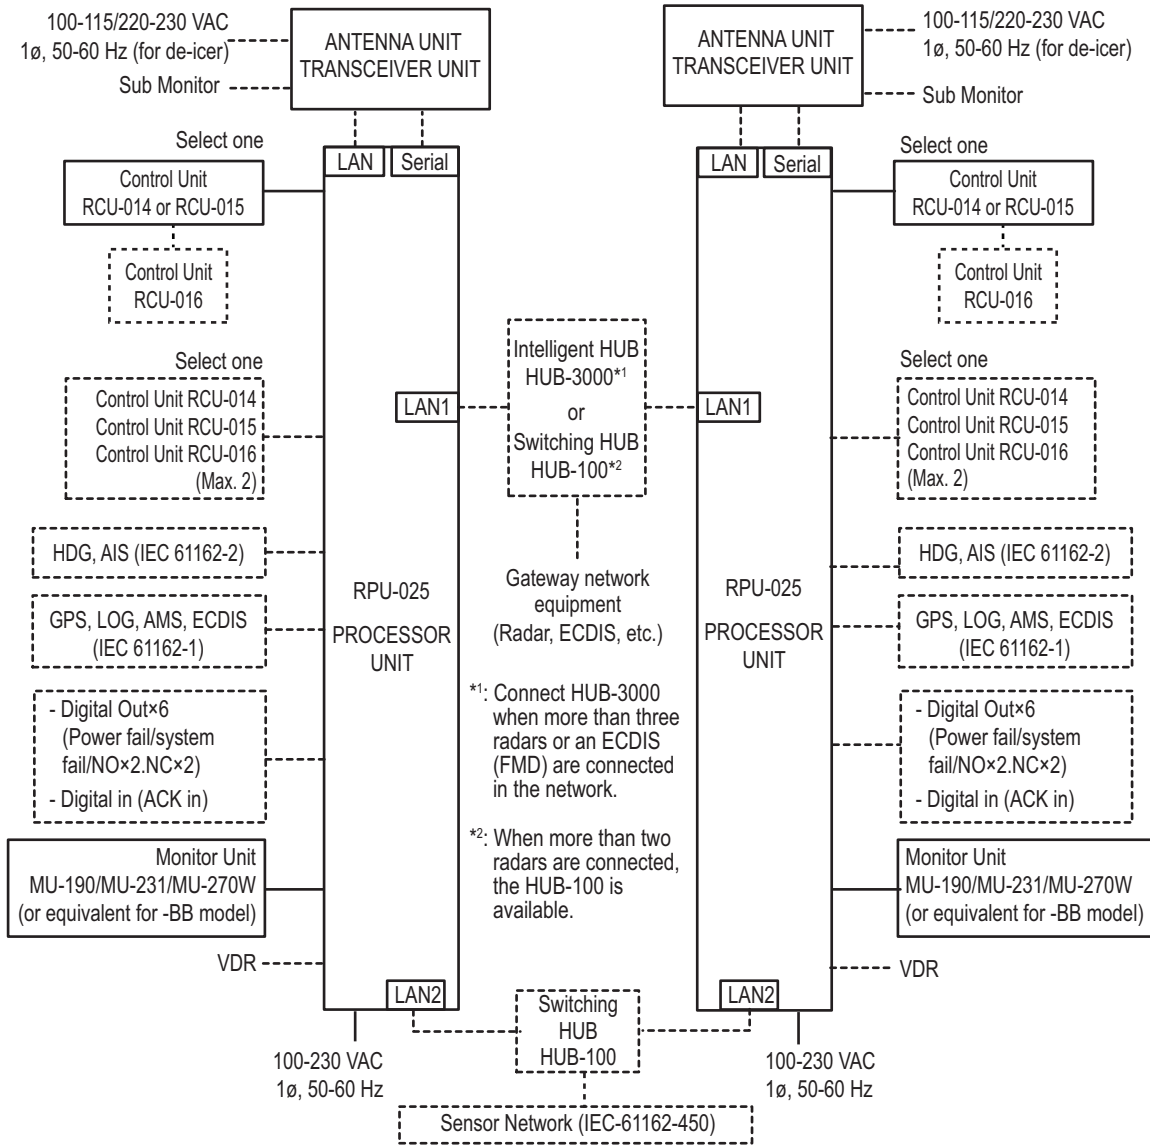 100-115/220-230 VAC
1ø, 50-60 Hz (for de-icer)
Sub Monitor
ANTENNA UNIT
TRANSCEIVER UNIT
LAN
Serial
Select one
Control Unit
RCU-014 or RCU-015
Control Unit
RCU-016
Select one
Control Unit RCU-014
Control Unit RCU-015
Control Unit RCU-016
(Max. 2)
LAN1
HDG, AIS (IEC 61162-2)
GPS, LOG, AMS, ECDIS
(IEC 61162-1)
RPU-025
PROCESSOR
UNIT
- Digital Out×6
(Power fail/system
fail/NO×2.NC×2)
- Digital in (ACK in)
Monitor Unit
MU-190/MU-231/MU-270W
(or equivalent for -BB model)
VDR
LAN2
100-230 VAC
1ø, 50-60 Hz
Intelligent HUB
HUB-3000*1
or
Switching HUB
HUB-100*2
Gateway network
equipment
(Radar, ECDIS, etc.)
*1: Connect HUB-3000
when more than three
radars or an ECDIS
(FMD) are connected
in the network.
*2: When more than two
radars are connected,
the HUB-100 is
available.
Switching
HUB
HUB-100
Sensor Network (IEC-61162-450)
ANTENNA UNIT
TRANSCEIVER UNIT
100-115/220-230 VAC
1ø, 50-60 Hz (for de-icer)
Sub Monitor
LAN
Serial
Select one
Control Unit
RCU-014 or RCU-015
Control Unit
RCU-016
Select one
Control Unit RCU-014
Control Unit RCU-015
Control Unit RCU-016
(Max. 2)
LAN1
HDG, AIS (IEC 61162-2)
GPS, LOG, AMS, ECDIS
(IEC 61162-1)
RPU-025
PROCESSOR
UNIT
- Digital Out×6
(Power fail/system
fail/NO×2.NC×2)
- Digital in (ACK in)
Monitor Unit
MU-190/MU-231/MU-270W
(or equivalent for -BB model)
VDR
LAN2
100-230 VAC
1ø, 50-60 Hz